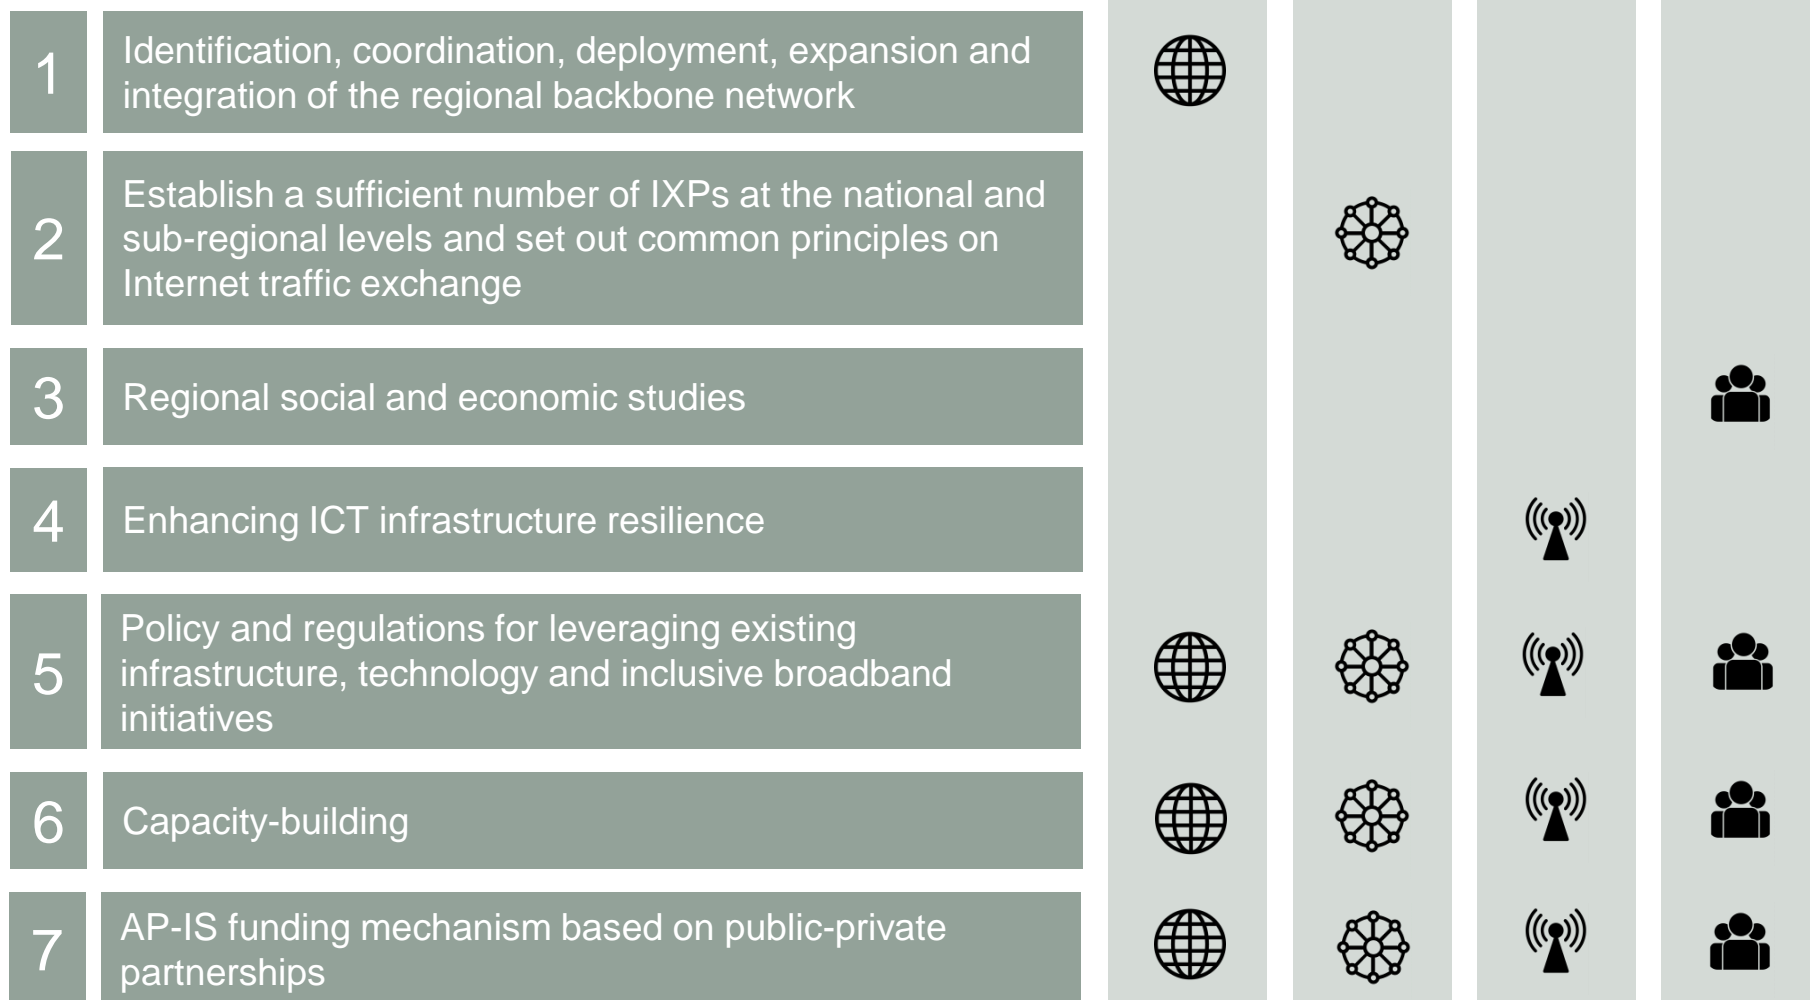 1
Identification, coordination, deployment, expansion and
integration of the regional backbone network
2
Establish a sufficient number of IXPs at the national and
sub-regional levels and set out common principles on
Internet traffic exchange
3
Regional social and economic studies
4
Enhancing ICT infrastructure resilience
5
Policy and regulations for leveraging existing
infrastructure, technology and inclusive broadband
initiatives
6
Capacity-building
7
AP-IS funding mechanism based on public-private
partnerships